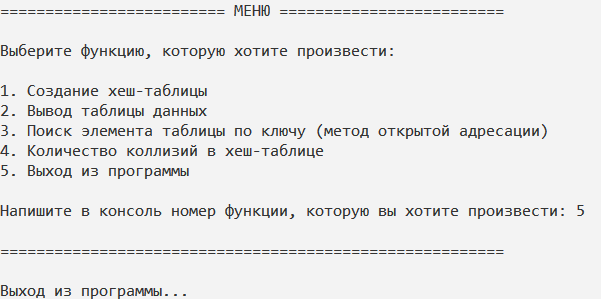 ========================= МЕНЮ =========================
Выберите функцию, которую хотите произвести:
1. Создание хеш-таблицы
2. Вывод таблицы данных
3. Поиск элемента таблицы по ключу (метод открытой адресации)
4. Количество коллизий в хеш-таблице
5. Выход из программы
Напишите в консоль номер функции, которую вы хотите произвести: 5
========================================================
Выход из программы...